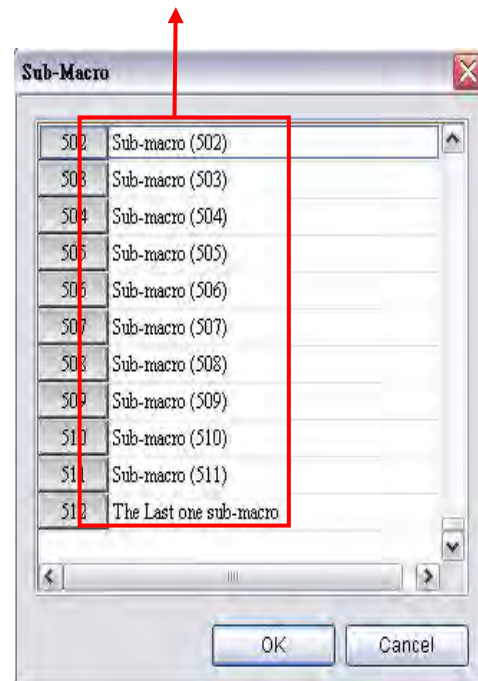 Sub-Macro
502 Sub-macro (502)
503 Sub-macro (503)
504 Sub-macro (504)
505 Sub-macro (505)
506 Sub-macro (506)
507 Sub-macro (507)
508 Sub-macro (508)
509 Sub-macro (509)
510 Sub-macro (510)
511 Sub-macro (511)
512 The Last one sub-macro
OK Cancel